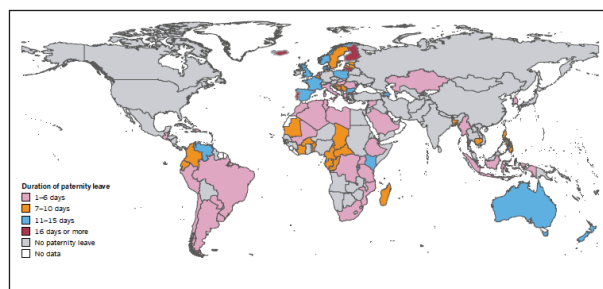 Duration of paternity leave
1–6 days
7–10 days
11–15 days
16 days or more
No paternity leave
No data